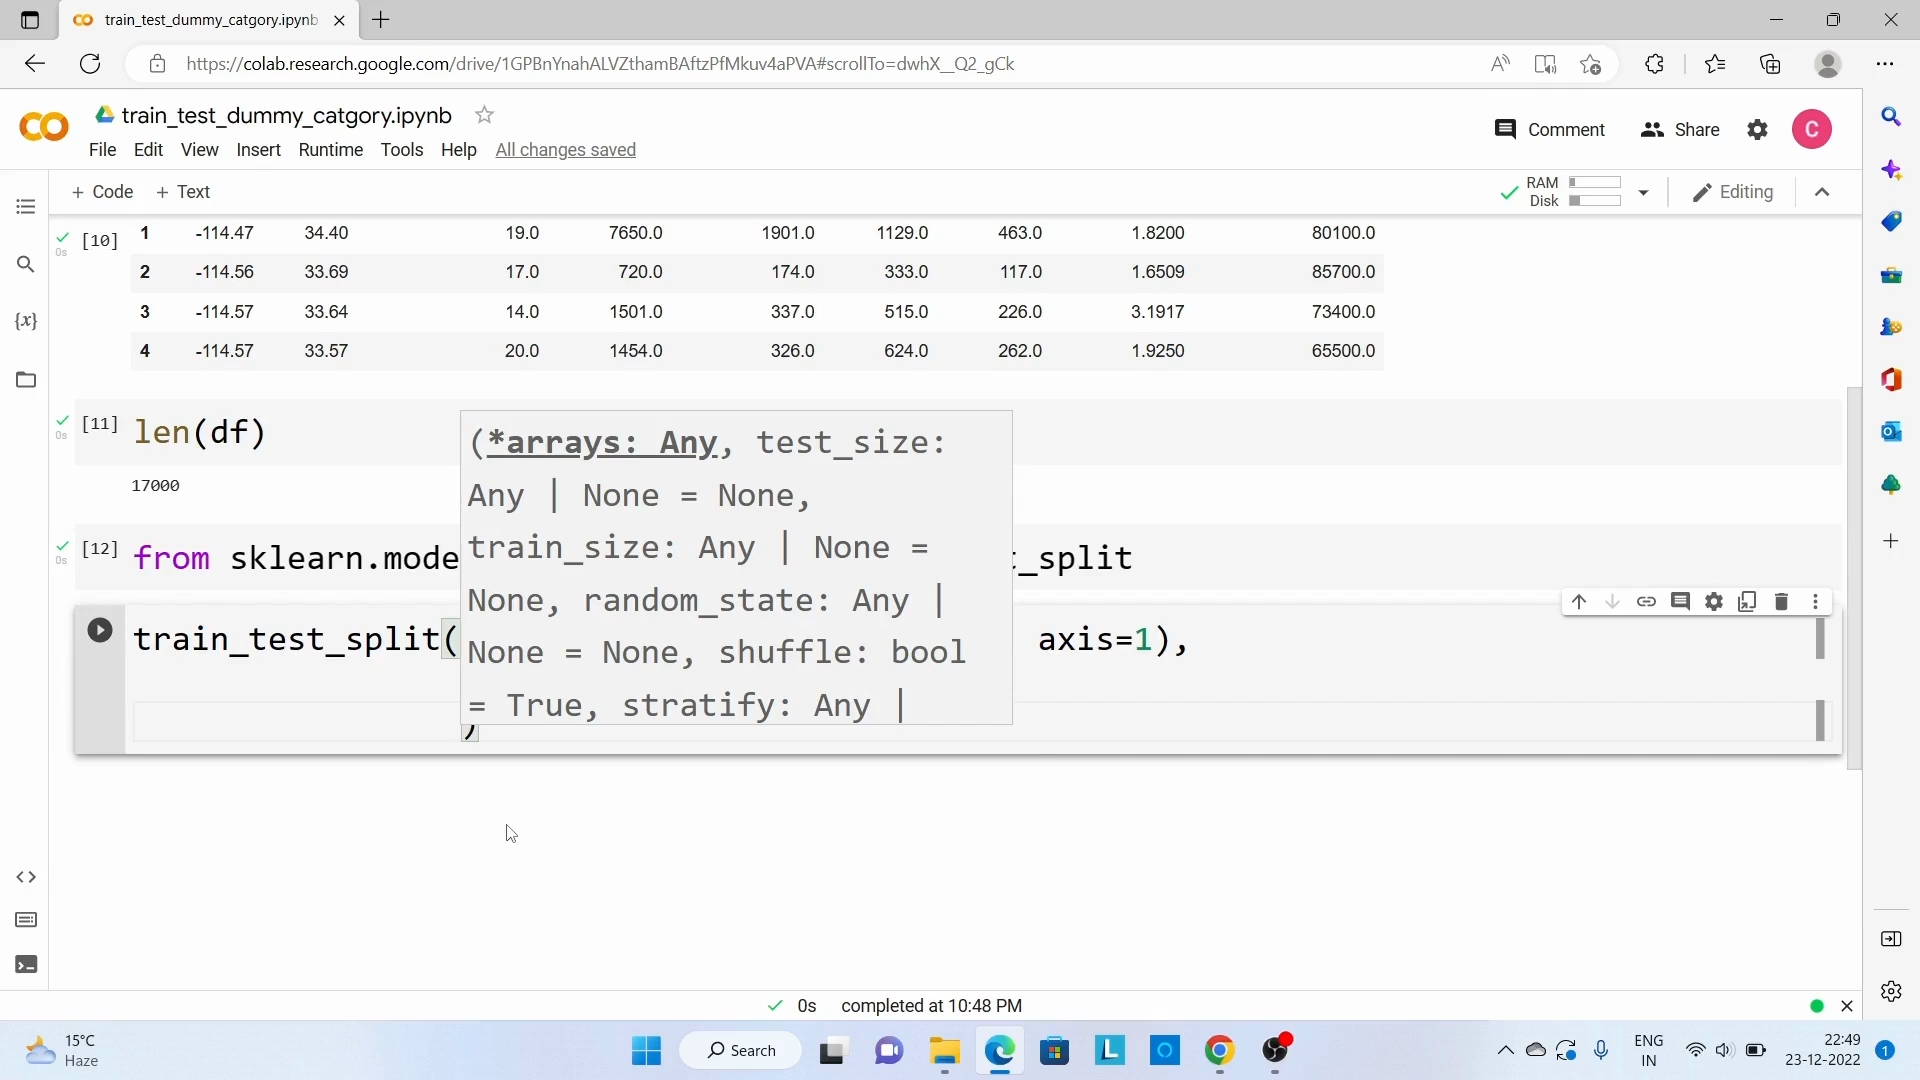 train_test_dummy_catgory.ipynb
https://colab.research.google.com/drive/1GPBnYnahALVZthamBAftzPfMkuv4aPVA#scrollTo=dwhX__Q2_gCk
train_test_dummy_catgory.ipynb
Comment Share C
File Edit View Insert Runtime Tools Help All changes saved
+ Code + Text RAM Disk Editing
[10] 1 -114.47 34.40 19.0 7650.0 1901.0 1129.0 463.0 1.8200 80100.0
0s
2 -114.56 33.69 17.0 720.0 174.0 333.0 117.0 1.6509 85700.0
{x}
3 -114.57 33.64 14.0 1501.0 337.0 515.0 226.0 3.1917 73400.0
4 -114.57 33.57 20.0 1454.0 326.0 624.0 262.0 1.9250 65500.0
[11] len(df)
0s
17000
[12] from sklearn.mode t_split
0s
train_test_split( axis=1),
)
(*arrays: Any, test_size:
Any | None = None,
train_size: Any | None =
None, random_state: Any |
None = None, shuffle: bool
= True, stratify: Any |
0s completed at 10:48 PM
15°C
Haze
Search
ENG
IN
22:49
23-12-2022
1